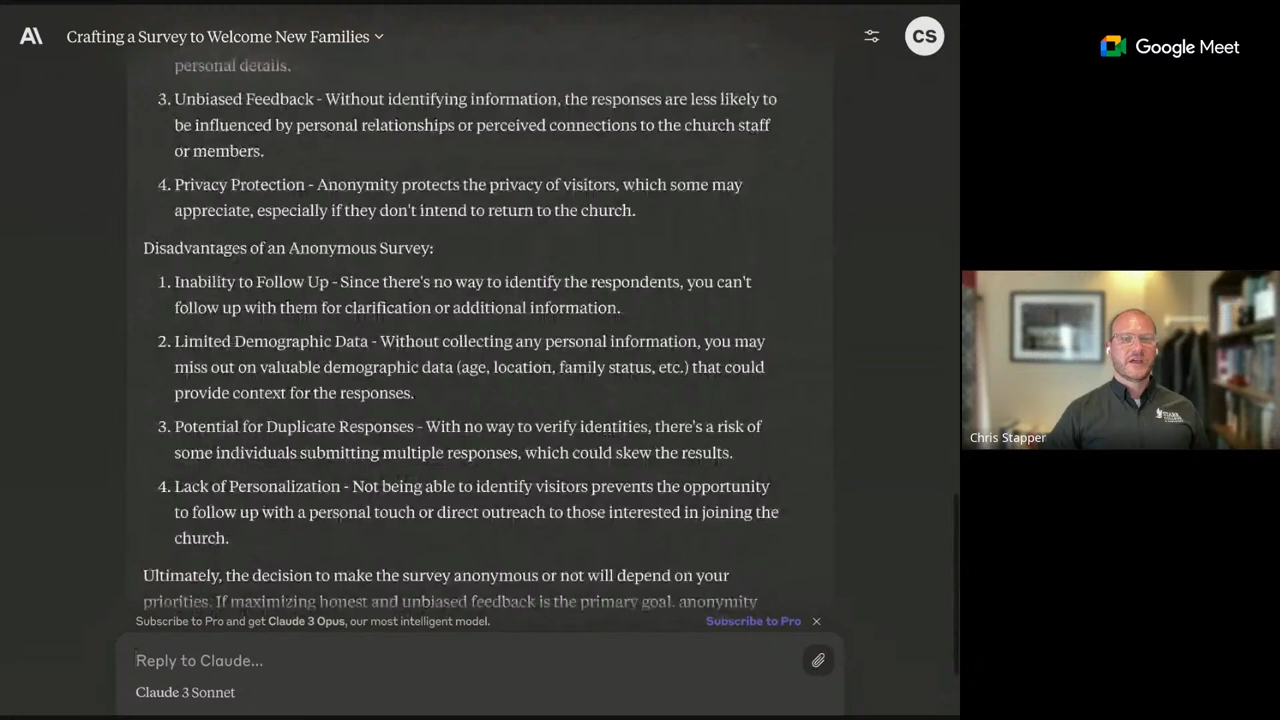 Crafting a Survey to Welcome New Families
CS
Google Meet
personal details.
3. Unbiased Feedback - Without identifying information, the responses are less likely to
be influenced by personal relationships or perceived connections to the church staff
or members.
4. Privacy Protection - Anonymity protects the privacy of visitors, which some may
appreciate, especially if they don't intend to return to the church.
Disadvantages of an Anonymous Survey:
1. Inability to Follow Up - Since there's no way to identify the respondents, you can't
follow up with them for clarification or additional information.
2. Limited Demographic Data - Without collecting any personal information, you may
miss out on valuable demographic data (age, location, family status, etc.) that could
provide context for the responses.
3. Potential for Duplicate Responses - With no way to verify identities, there's a risk of
some individuals submitting multiple responses, which could skew the results.
4. Lack of Personalization - Not being able to identify visitors prevents the opportunity
to follow up with a personal touch or direct outreach to those interested in joining the
church.
Ultimately, the decision to make the survey anonymous or not will depend on your
priorities. If maximizing honest and unbiased feedback is the primary goal, anonymity
Subscribe to Pro and get Claude 3 Opus, our most intelligent model.
Subscribe to Pro
Reply to Claude...
Claude 3 Sonnet
Chris Stapper